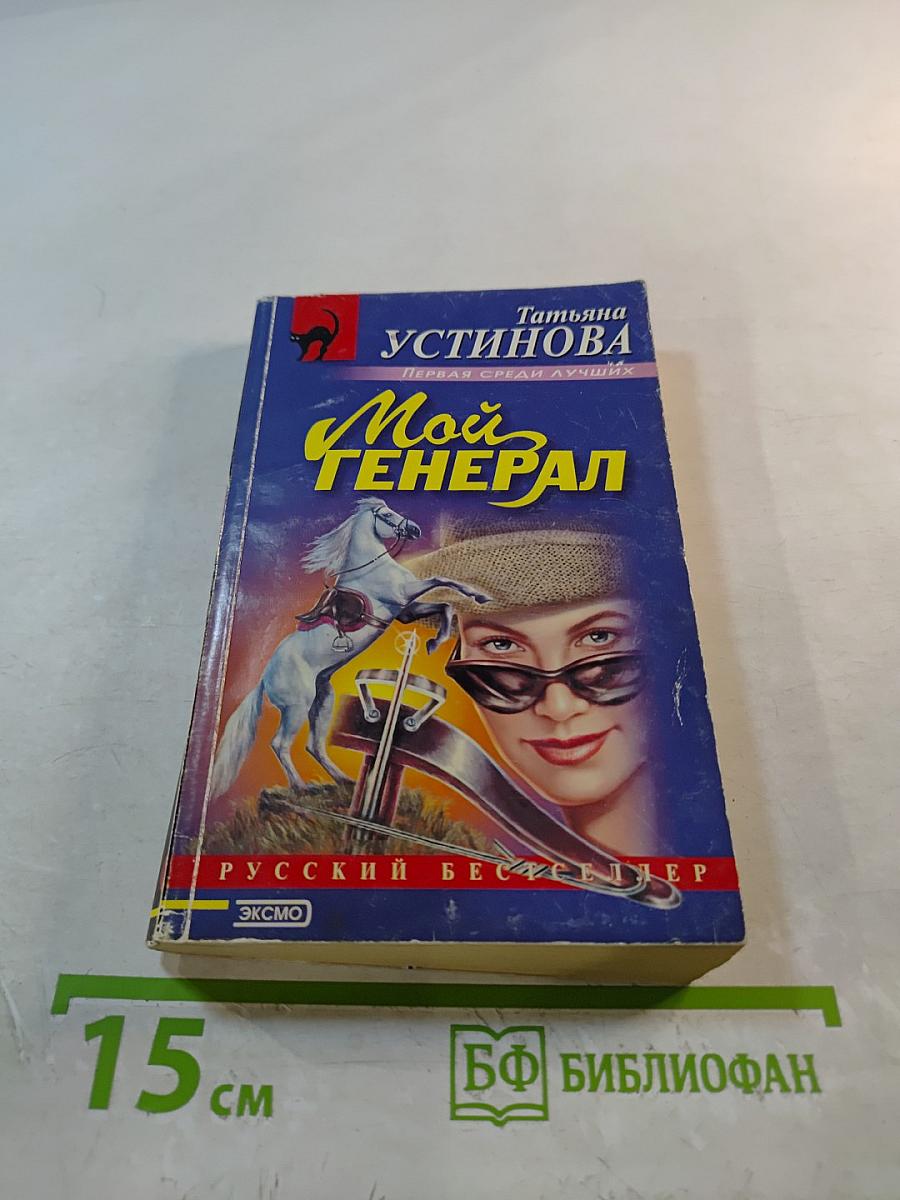 Татьяна
УСТИНОВА
ПЕРВАЯ СРЕДИ ЛУЧШИХ
Мой
ГЕНЕРАЛ
РУССКИЙ БЕСТСЕЛЛЕР
ЭКСМО
15 см
БФ БИБЛИОФАН